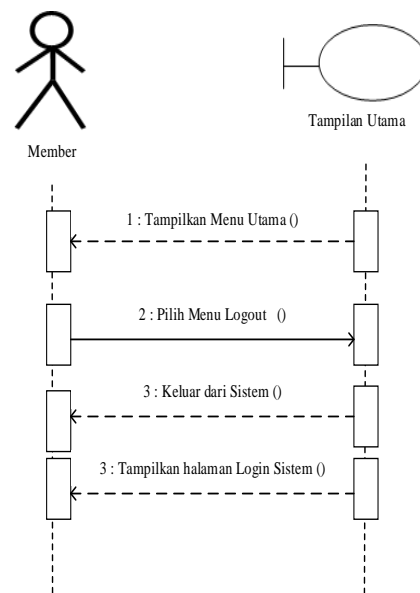 Tampilan Utama
Member
1 : Tampilkan Menu Utama ()
2 : Pilih Menu Logout ()
3 : Keluar dari Sistem ()
3 : Tampilkan halaman Login Sistem ()